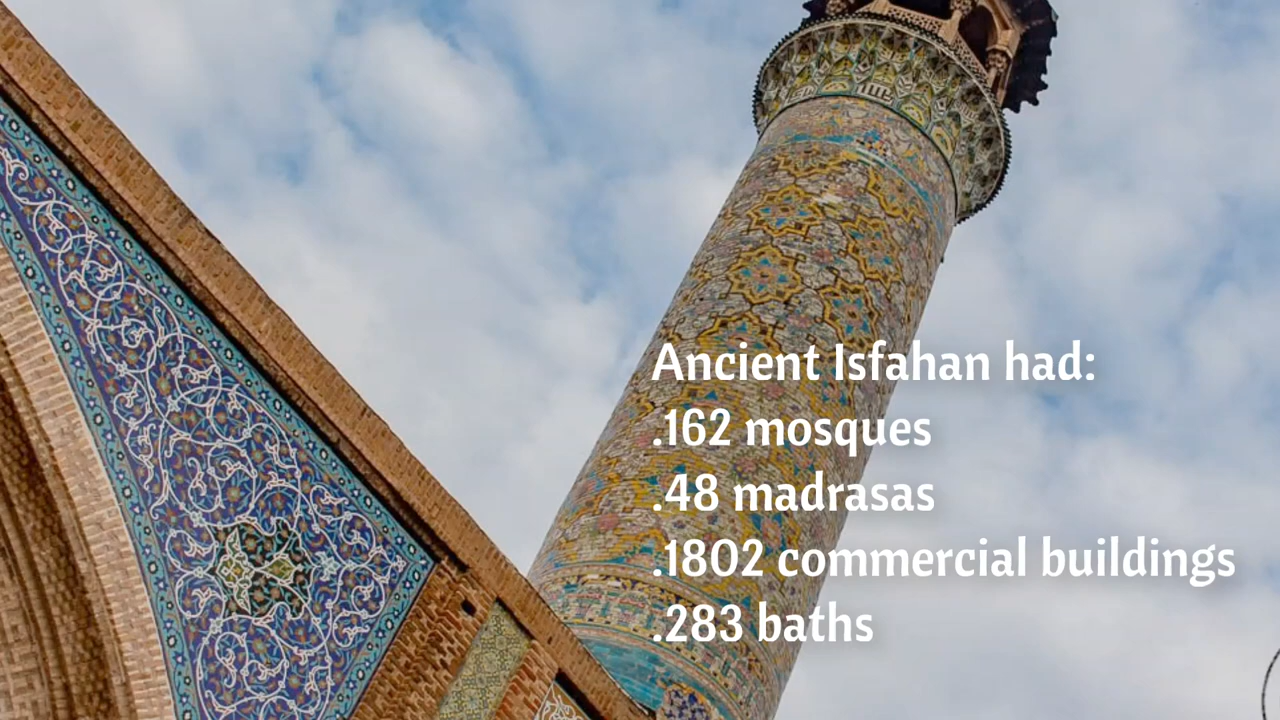 Ancient Isfahan had:
.162 mosques
.48 madrasas
.1802 commercial buildings
.283 baths